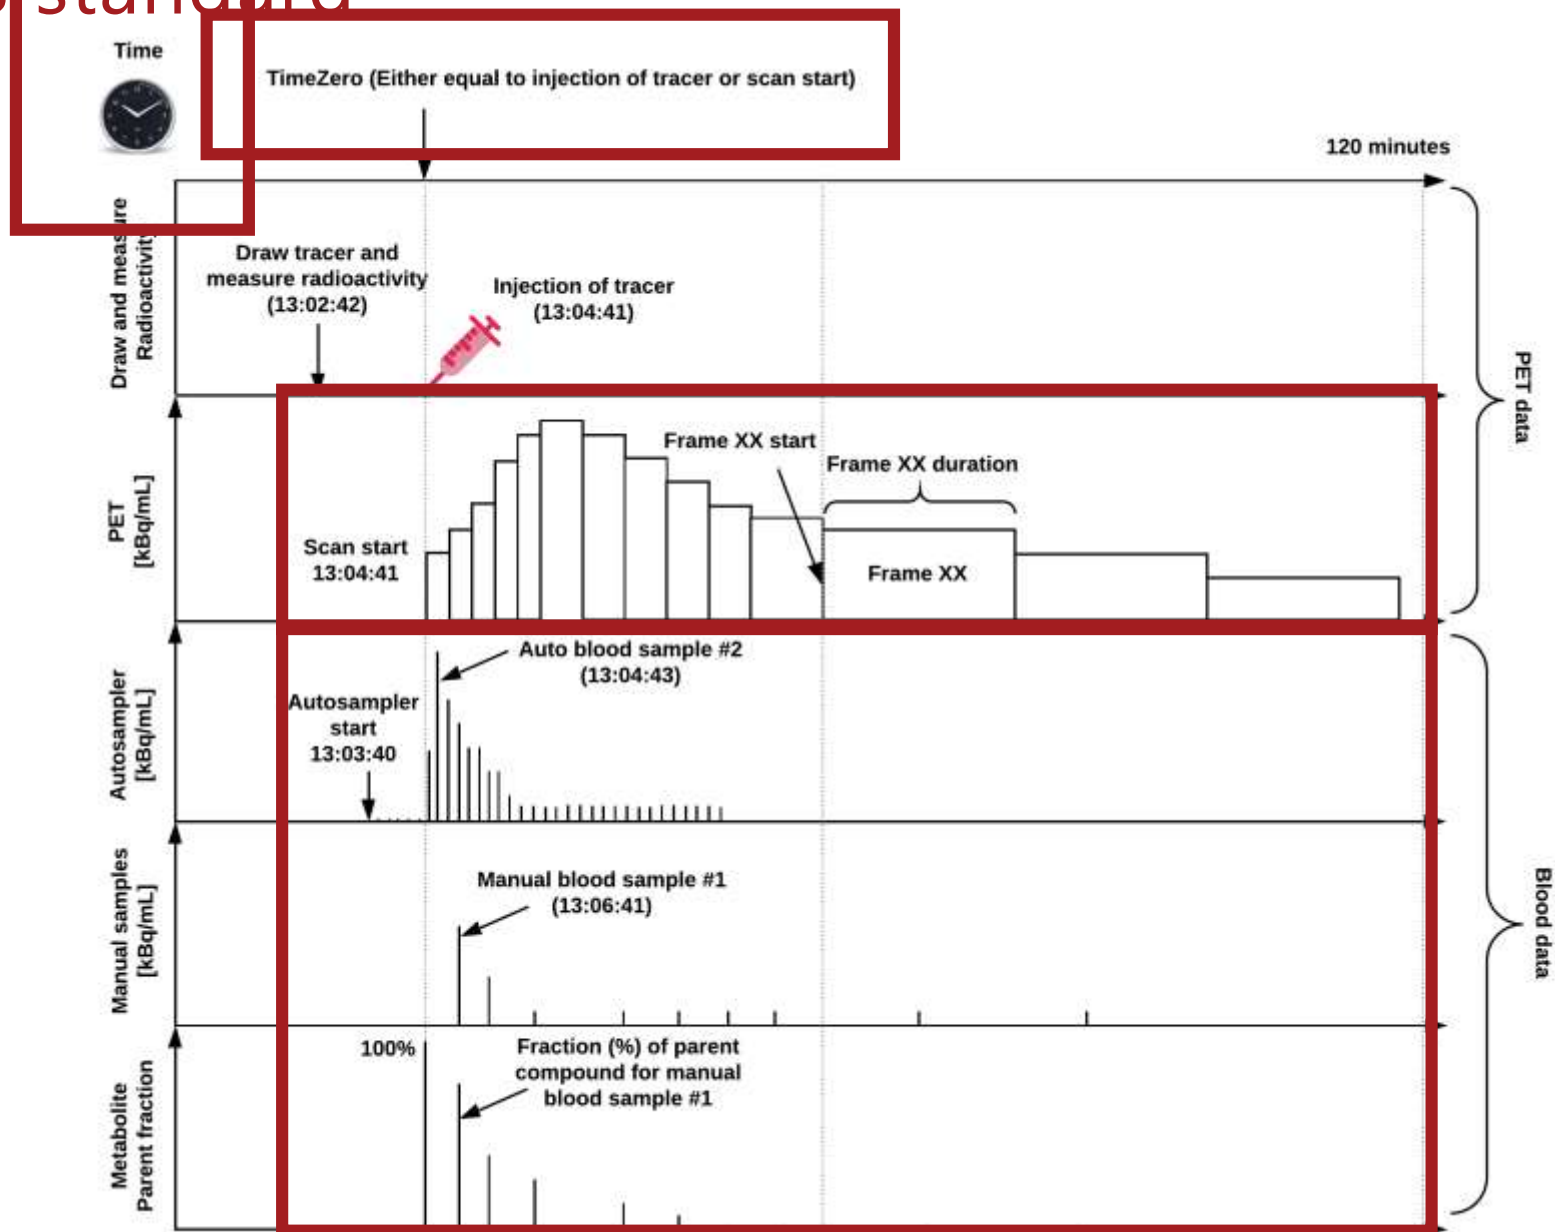 standard
Time
TimeZero (Either equal to injection of tracer or scan start)
120 minutes
Draw and measure
Radioactivity
Draw tracer and
measure radioactivity
(13:02:42)
Injection of tracer
(13:04:41)
PET data
PET
[kBq/mL]
Scan start
13:04:41
Frame XX start
Frame XX duration
Frame XX
Autosampler
[kBq/mL]
Autosampler
start
13:03:40
Auto blood sample #2
(13:04:43)
Manual samples
[kBq/mL]
Manual blood sample #1
(13:06:41)
Blood data
Metabolite
Parent fraction
100%
Fraction (%) of parent
compound for manual
blood sample #1